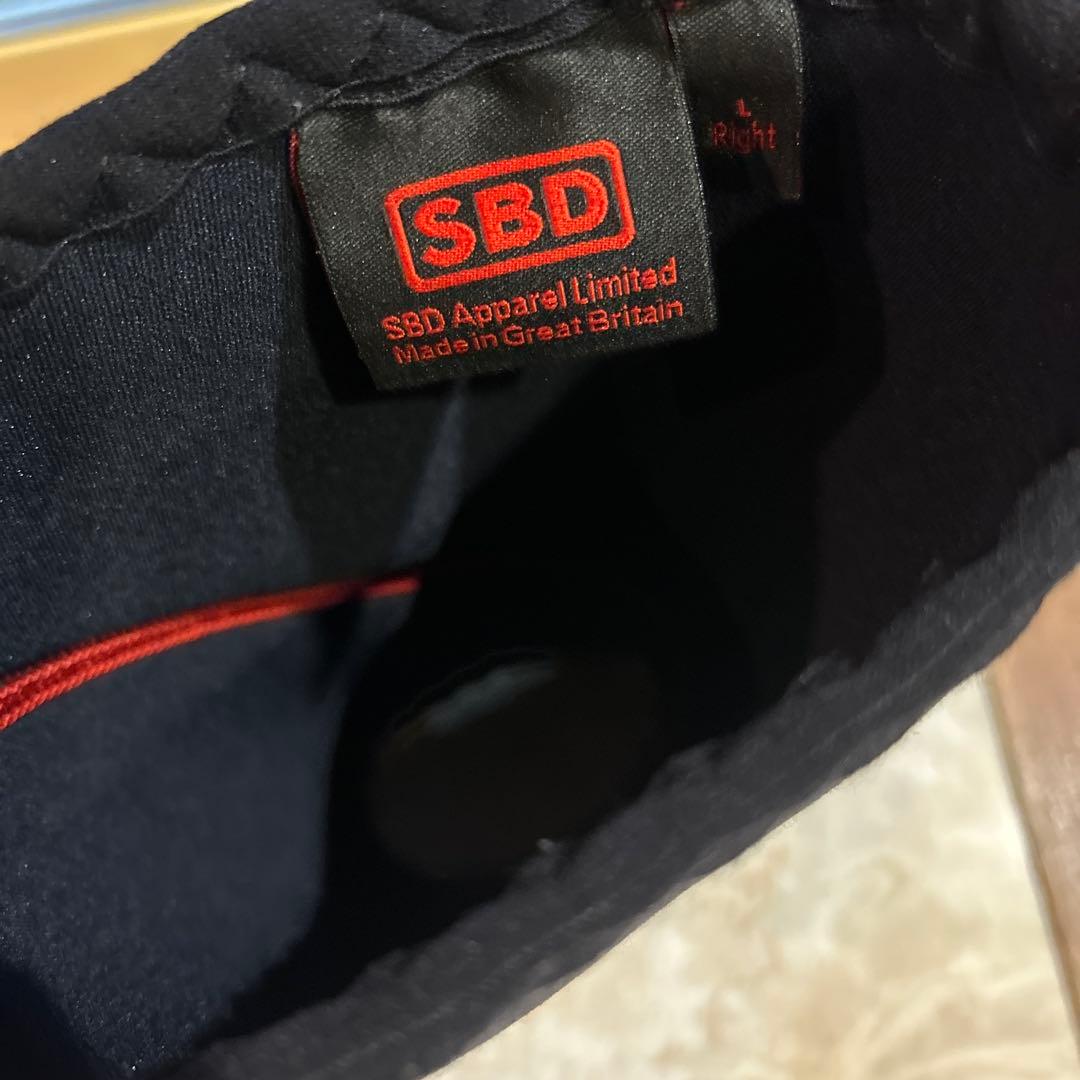 SBD
SBD Apparel Limited
Made in Great Britain
L
Right